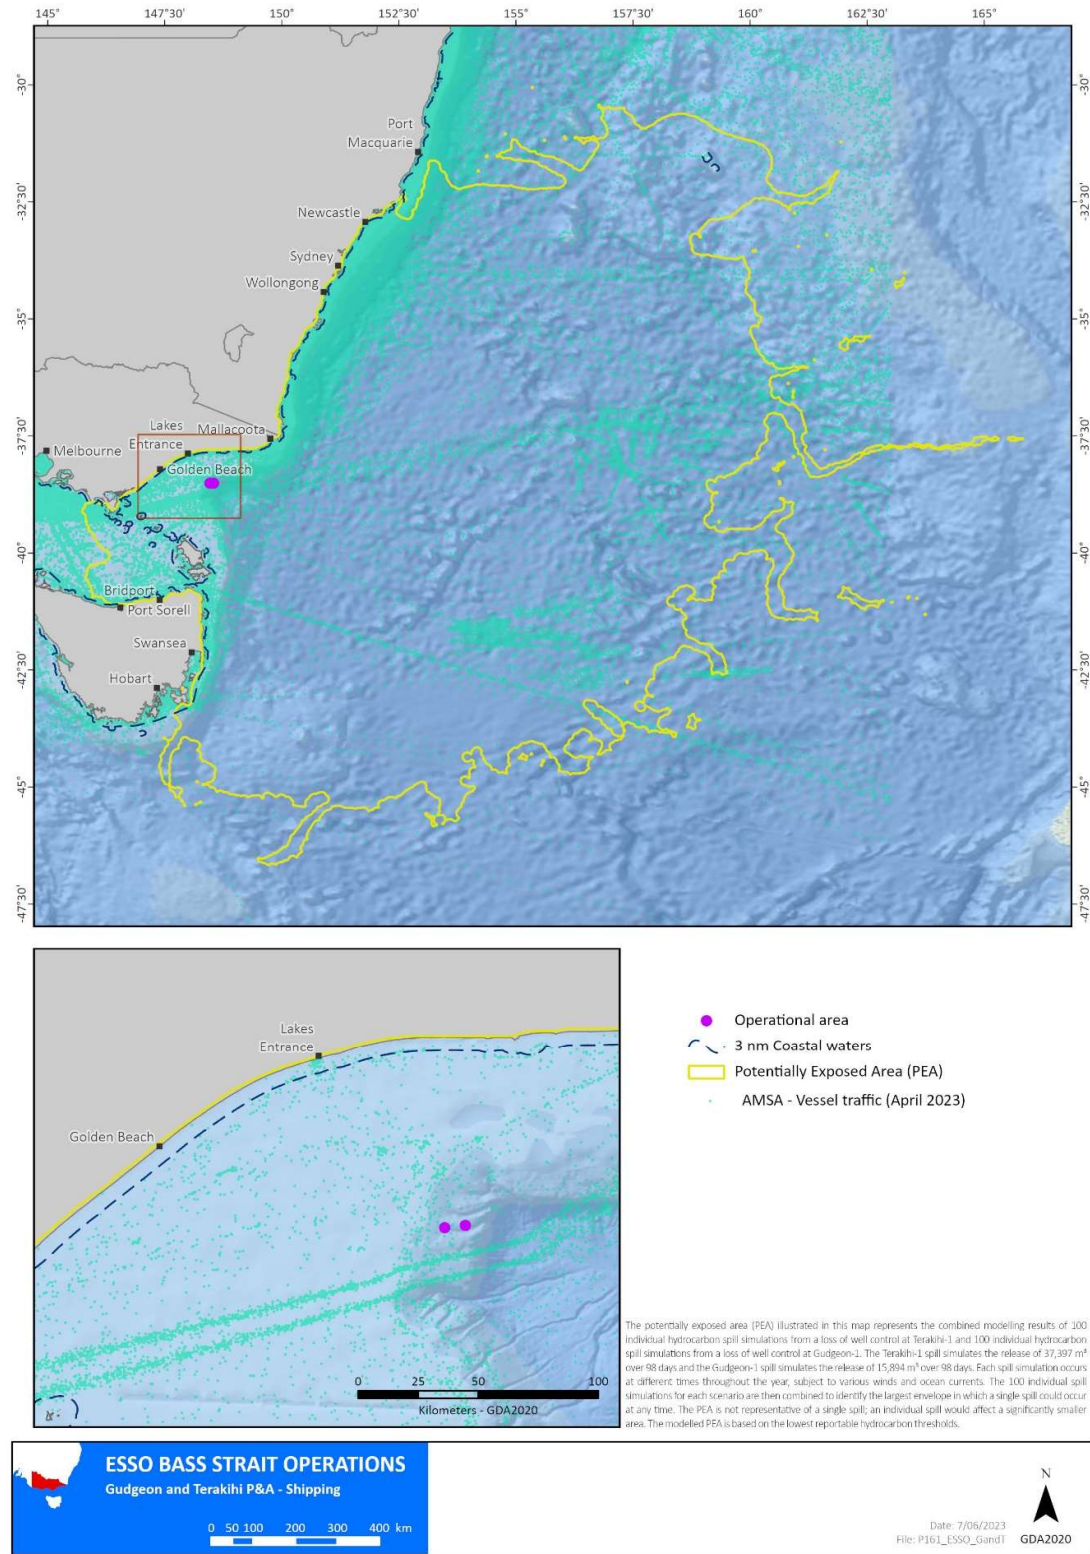 145°
147°30'
150°
152°30'
155°
157°30'
160°
162°30'
165°
-30°
-30°
Port
Macquarie
-32°30'
-32°30'
Newcastle
Sydney
Wollongong
-35°
-35°
Lakes
Entrance
Mallacoota
-37°30'
-37°30'
Melbourne
Golden Beach
-40°
-40°
Bridport
Port Sorell
Swansea
-42°30'
-42°30'
Hobart
-45°
-45°
-47°30'
-47°30'
Lakes
Entrance
Golden Beach
0 25 50 100
Kilometers - GDA2020
Operational area
3 nm Coastal waters
Potentially Exposed Area (PEA)
AMSA - Vessel traffic (April 2023)
The potentially exposed area (PEA) illustrated in this map represents the combined modelling results of 100
individual hydrocarbon spill simulations from a loss of well control at Terakihi-1 and 100 individual hydrocarbon
spill simulations from a loss of well control at Gudgeon-1. The Terakihi-1 spill simulates the release of 37,397 m³
over 98 days and the Gudgeon-1 spill simulates the release of 15,894 m³ over 98 days. Each spill simulation occurs
at different times throughout the year, subject to various winds and ocean currents. The 100 individual spill
simulations for each scenario are then combined to identify the largest envelope in which a single spill could occur
at any time. The PEA is not representative of a single spill; an individual spill would affect a significantly smaller
area. The modelled PEA is based on the lowest reportable hydrocarbon thresholds.
ESSO BASS STRAIT OPERATIONS
Gudgeon and Terakihi P&A - Shipping
0 50 100 200 300 400 km
N
Date: 7/06/2023
File: P161_ESSO_GandT
GDA2020